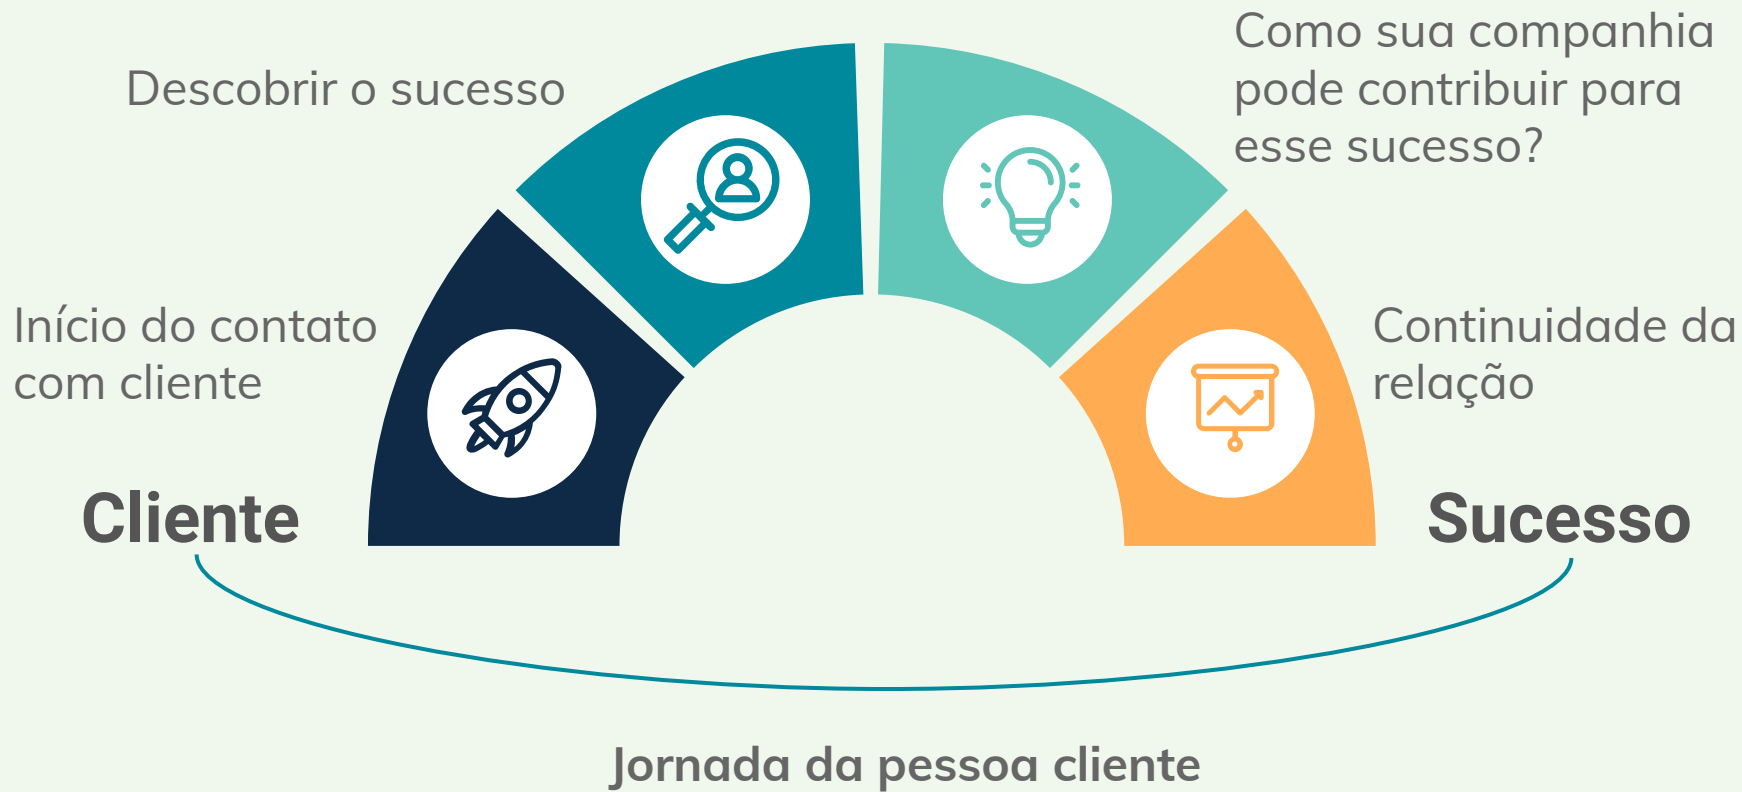 Início do contato
com cliente
Descobrir o sucesso
Como sua companhia
pode contribuir para
esse sucesso?
Continuidade da
relação
Cliente
Sucesso
Jornada da pessoa cliente